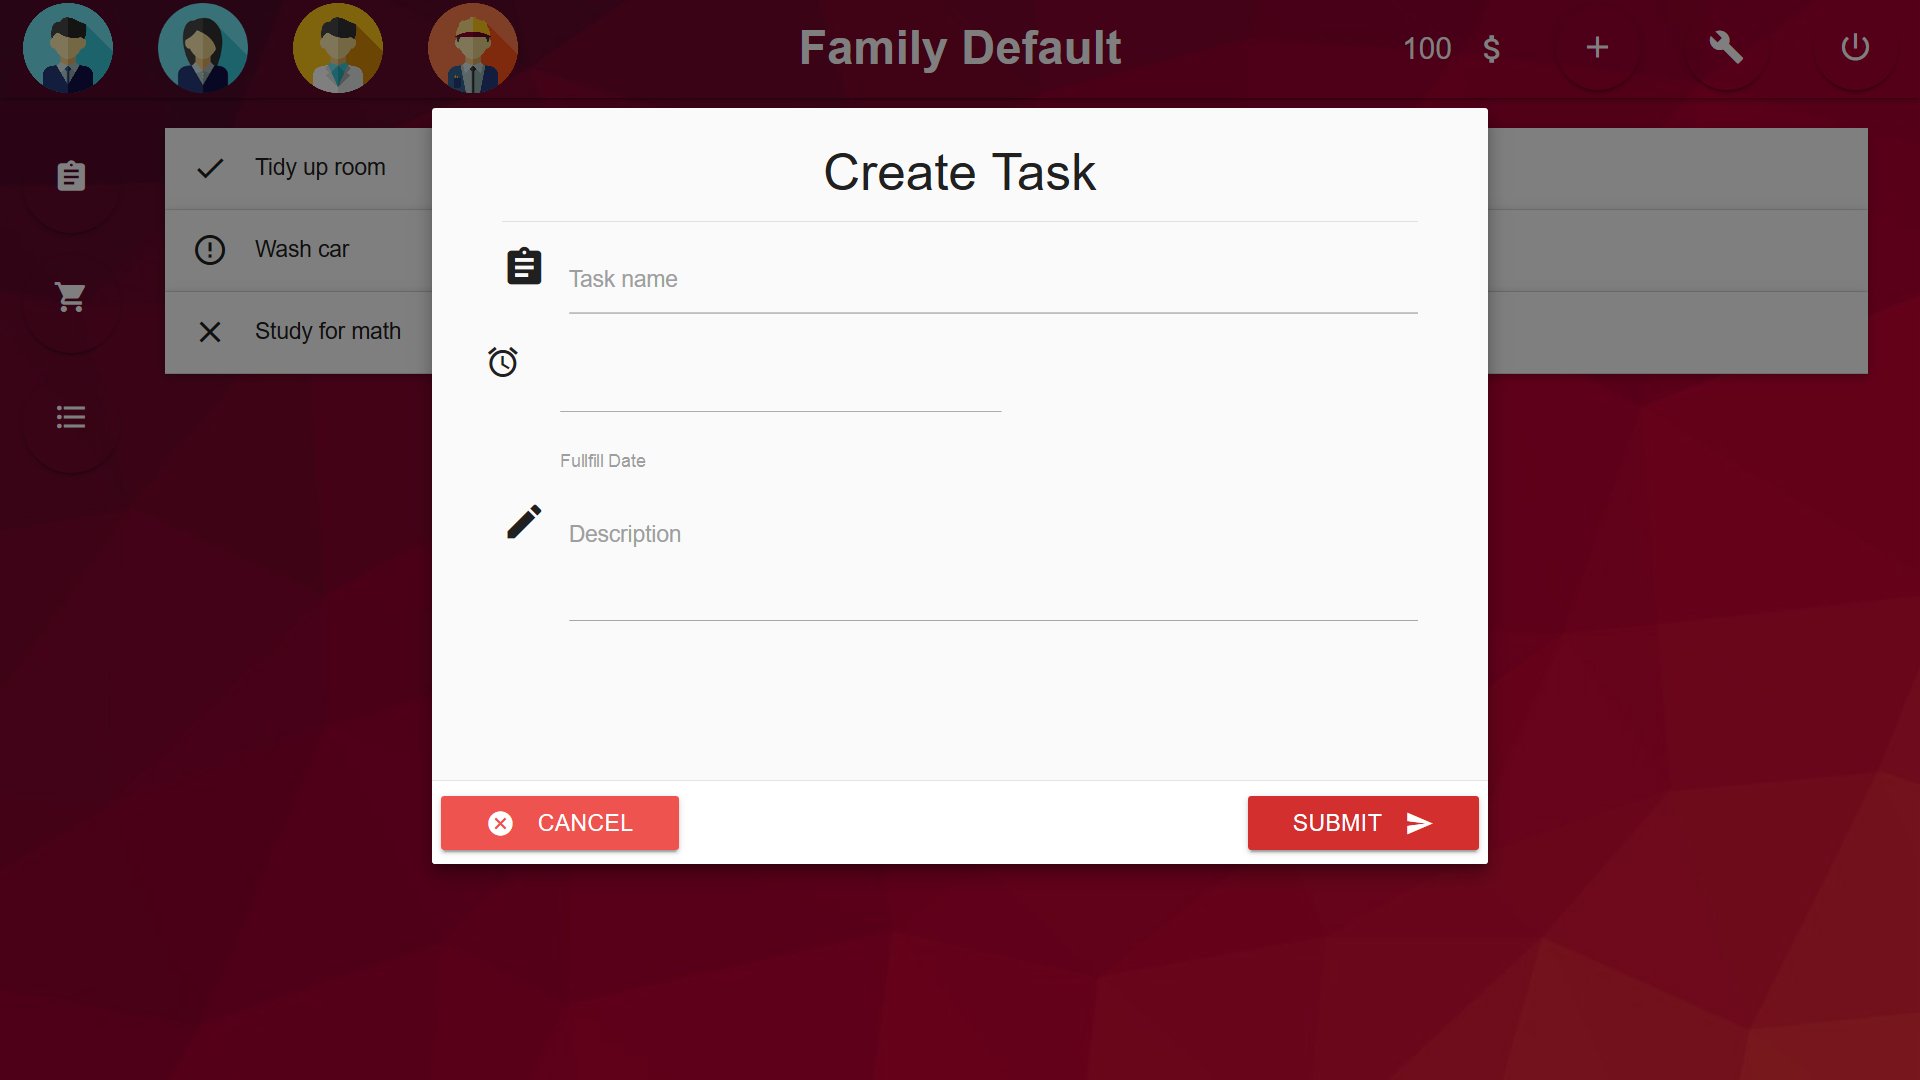 Family Default
100 $
Tidy up room
Wash car
Study for math
Create Task
Task name
Fullfill Date
Description
CANCEL
SUBMIT